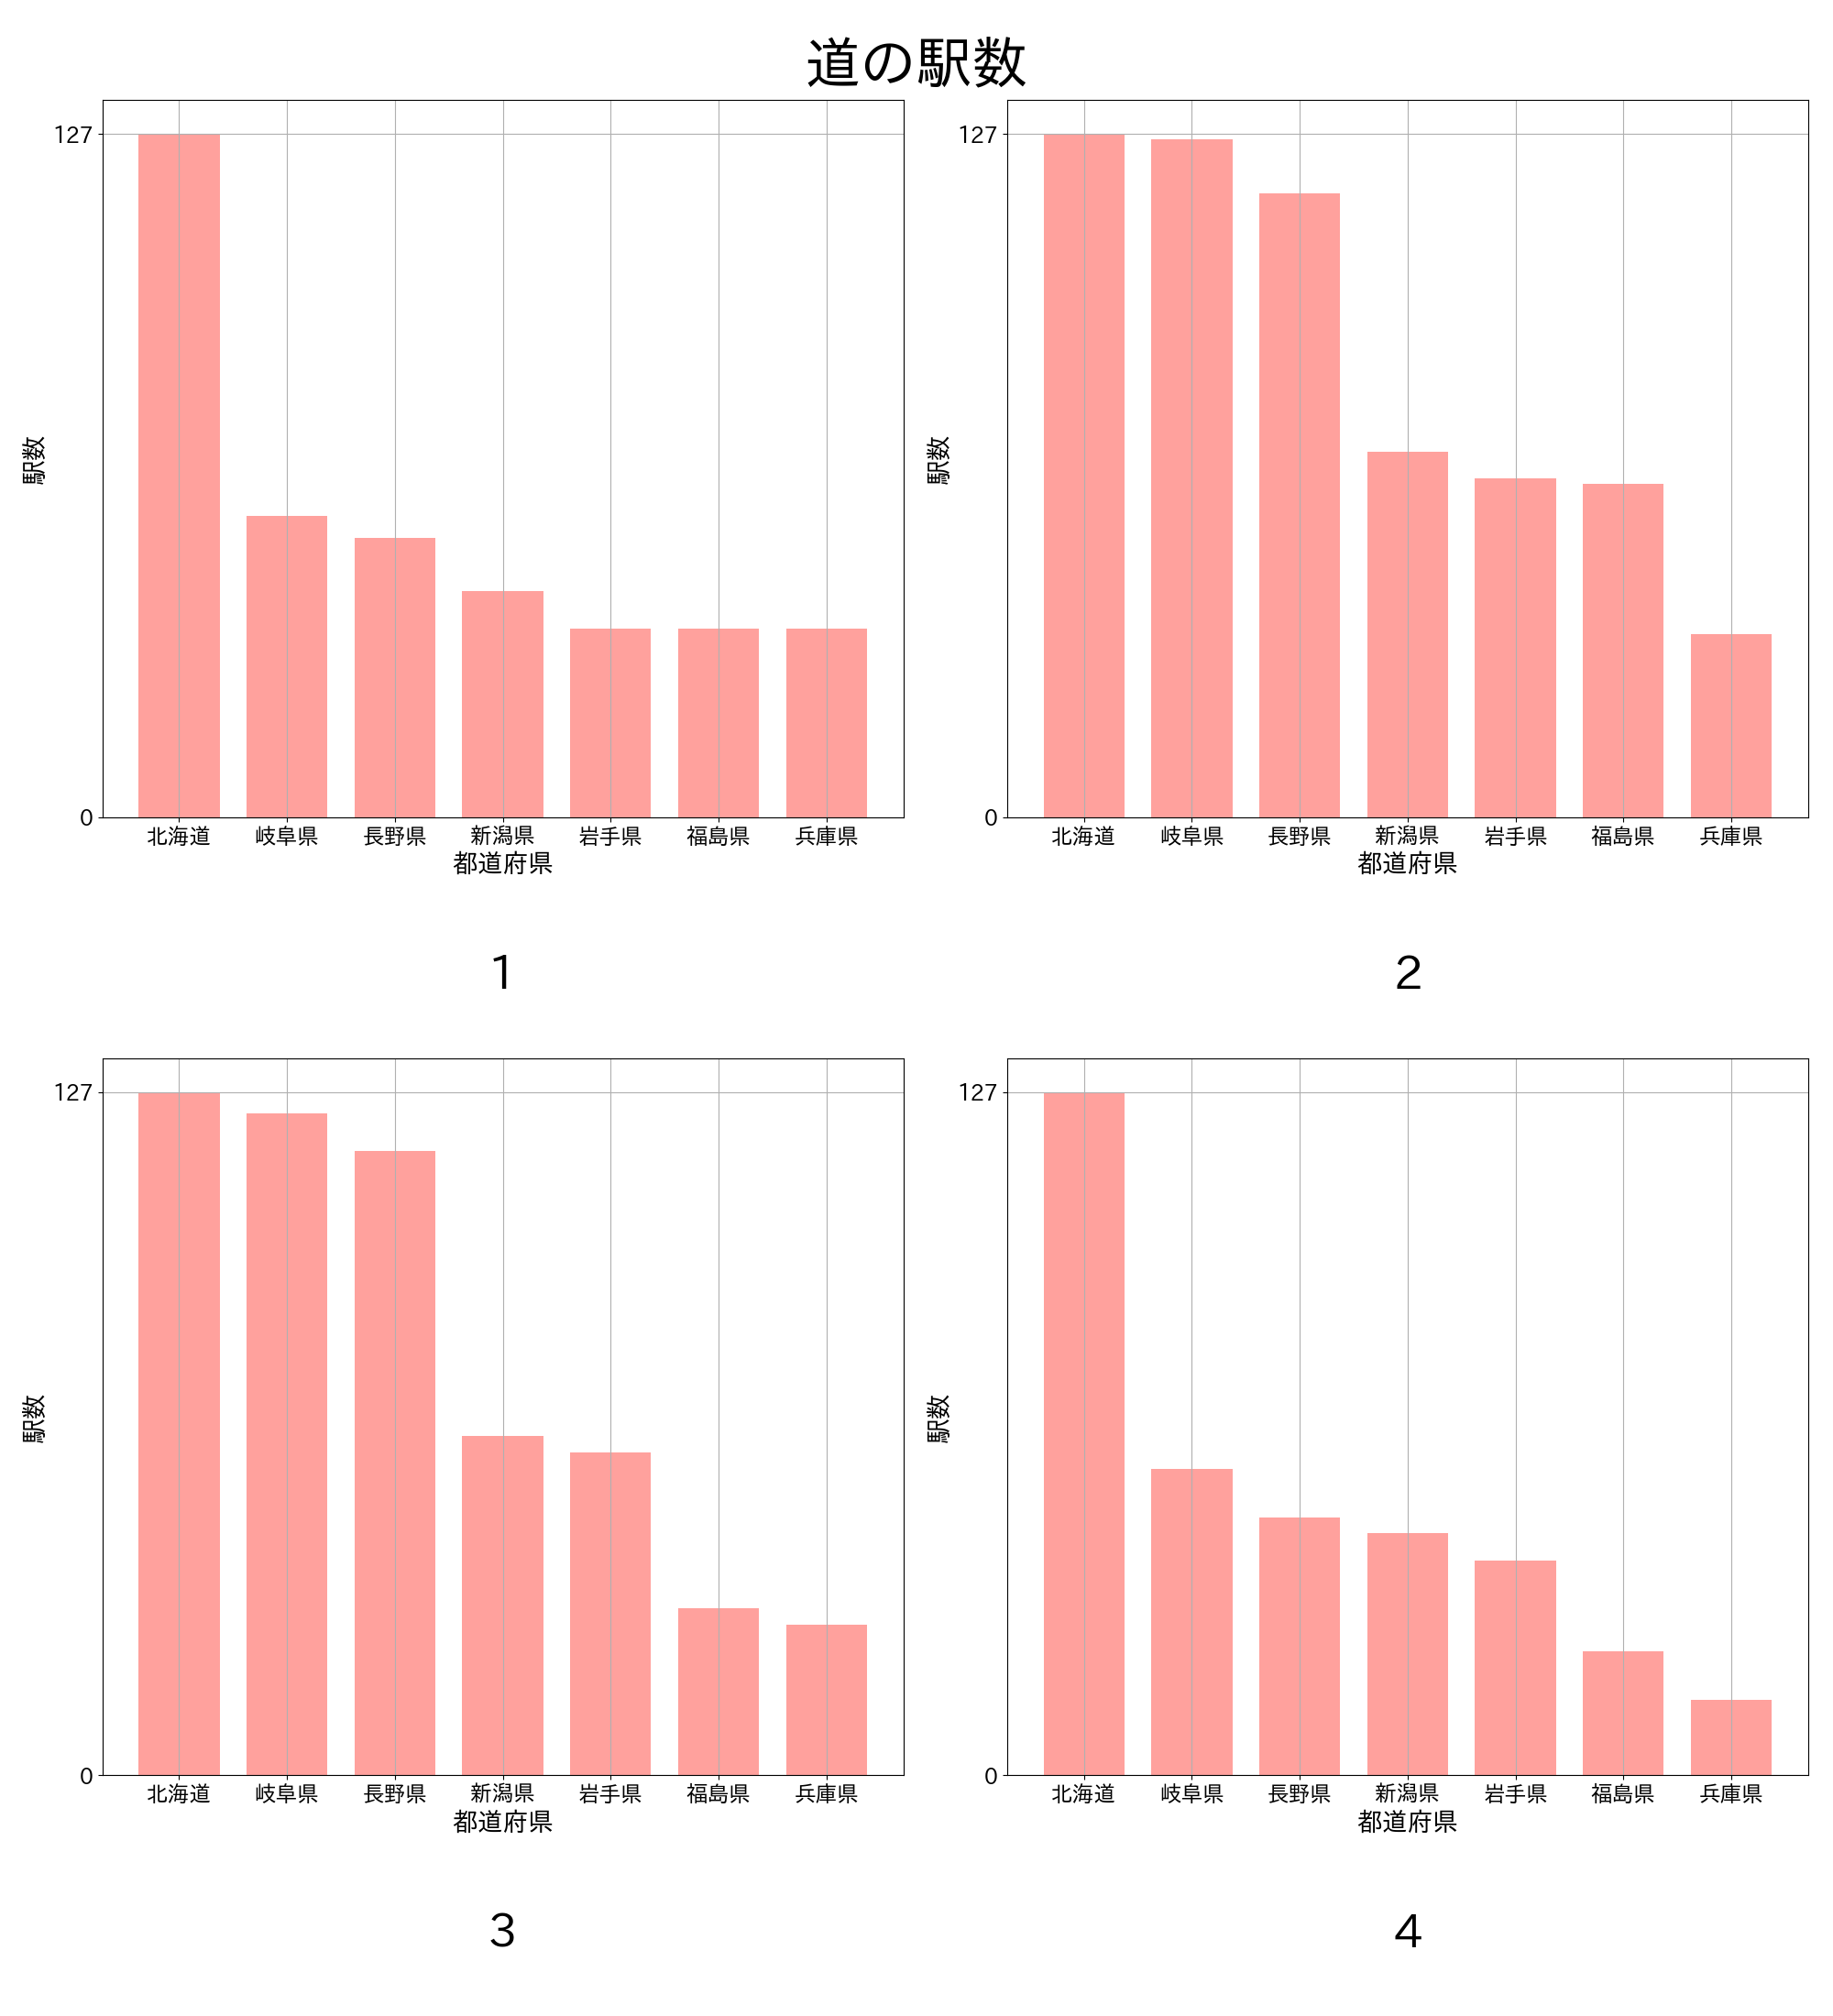 道の駅数
127
0
駅数
北海道 岐阜県 長野県 新潟県 岩手県 福島県 兵庫県
都道府県
1
127
0
駅数
北海道 岐阜県 長野県 新潟県 岩手県 福島県 兵庫県
都道府県
2
127
0
駅数
北海道 岐阜県 長野県 新潟県 岩手県 福島県 兵庫県
都道府県
3
127
0
駅数
北海道 岐阜県 長野県 新潟県 岩手県 福島県 兵庫県
都道府県
4